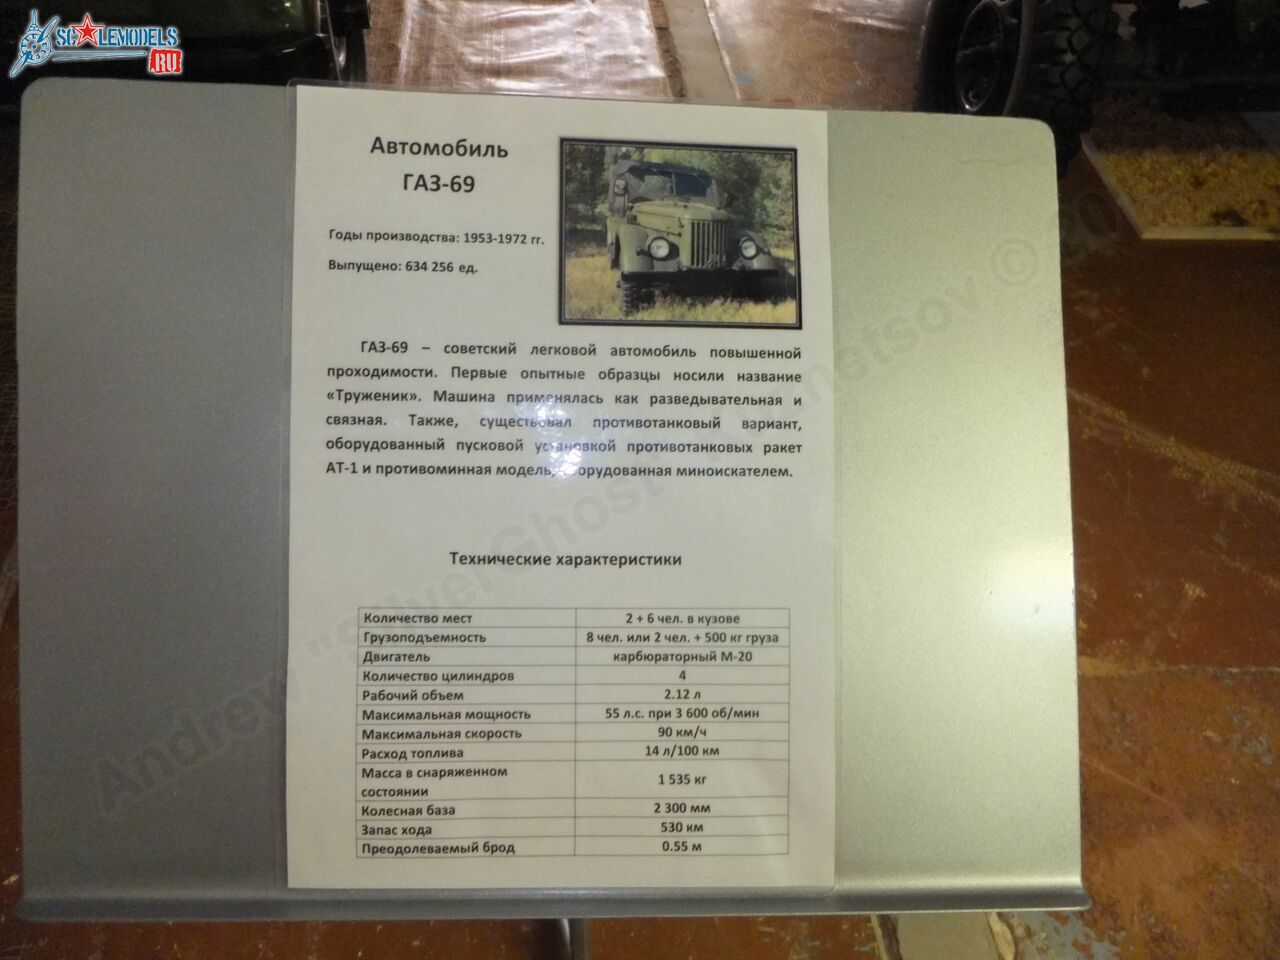 SCALEMODELS
RU
Автомобиль
ГАЗ-69
Годы производства: 1953-1972 гг.
Выпущено: 634 256 ед.
ГАЗ-69 – советский легковой автомобиль повышенной
проходимости. Первые опытные образцы носили название
«Труженик». Машина применялась как разведывательная и
связная. Также, существовал противотанковый вариант,
оборудованный пусковой установкой противотанковых ракет
АТ-1 и противоминная модель, оборудованная миноискателем.
Технические характеристики
Количество мест 2 + 6 чел. в кузове
Грузоподъемность 8 чел. или 2 чел. + 500 кг груза
Двигатель карбюраторный М-20
Количество цилиндров 4
Рабочий объем 2.12 л
Максимальная мощность 55 л.с. при 3 600 об/мин
Максимальная скорость 90 км/ч
Расход топлива 14 л/100 км
Масса в снаряженном
состоянии 1 535 кг
Колесная база 2 300 мм
Запас хода 530 км
Преодолеваемый брод 0.55 м
Andrew "SilverGhost"